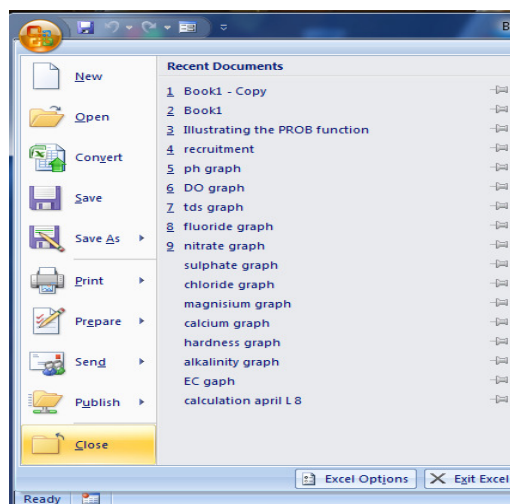 B
New
Open
Convert
Save
Save As
Print
Prepare
Send
Publish
Close
Recent Documents
1 Book1 - Copy
2 Book1
3 Illustrating the PROB function
4 recruitment
5 ph graph
6 DO graph
7 tds graph
8 fluoride graph
9 nitrate graph
sulphate graph
chloride graph
magnisium graph
calcium graph
hardness graph
alkalinity graph
EC gaph
calculation april L 8
Excel Options
Exit Excel
Ready